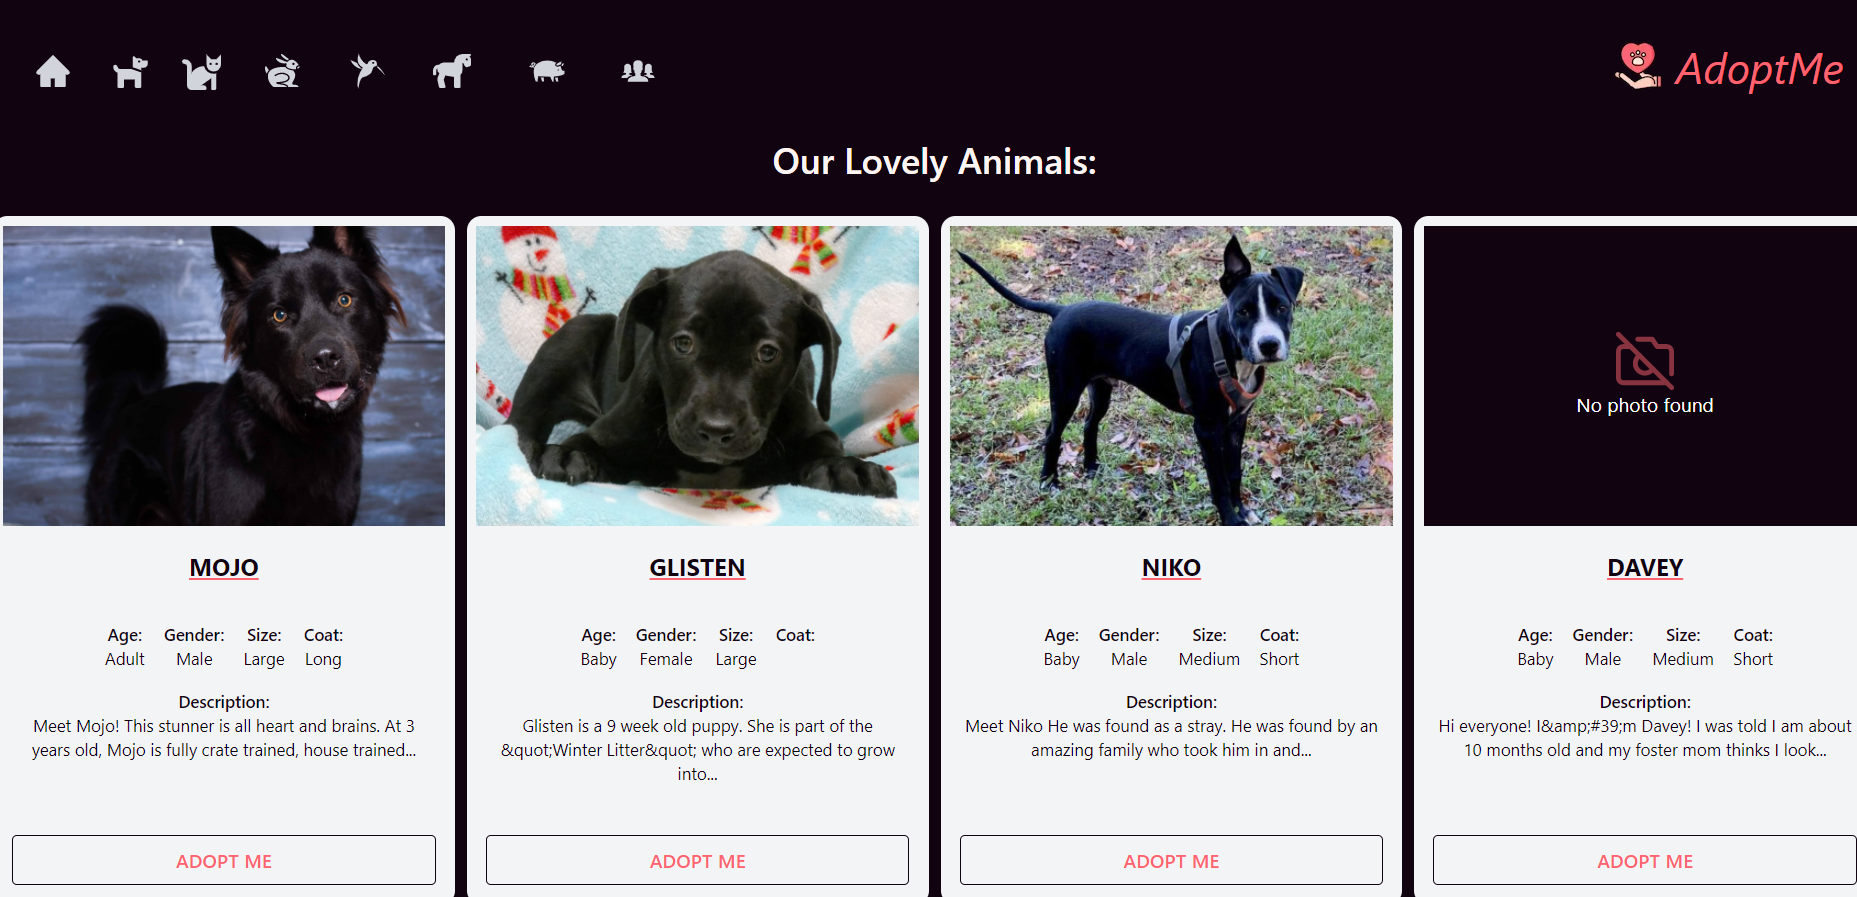 AdoptMe
Our Lovely Animals:
MOJO
Age: Gender: Size: Coat:
Adult Male Large Long
Description:
Meet Mojo! This stunner is all heart and brains. At 3
years old, Mojo is fully crate trained, house trained...
ADOPT ME
GLISTEN
Age: Gender: Size: Coat:
Baby Female Large
Description:
Glisten is a 9 week old puppy. She is part of the
&quot;Winter Litter&quot; who are expected to grow
into...
ADOPT ME
NIKO
Age: Gender: Size: Coat:
Baby Male Medium Short
Description:
Meet Niko He was found as a stray. He was found by an
amazing family who took him in and...
ADOPT ME
No photo found
DAVEY
Age: Gender: Size: Coat:
Baby Male Medium Short
Description:
Hi everyone! I&amp;#39;m Davey! I was told I am about
10 months old and my foster mom thinks I look...
ADOPT ME